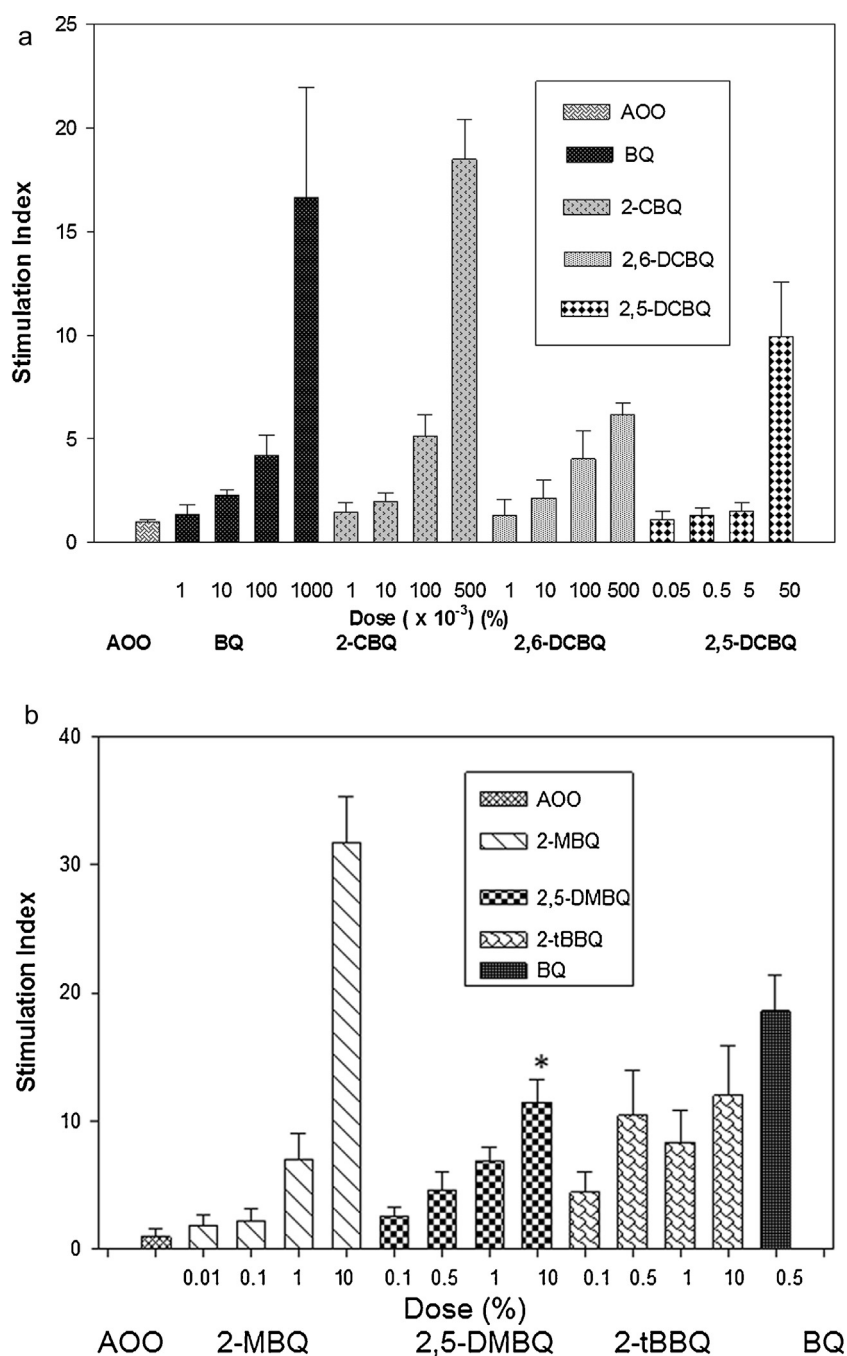 a
25
20
15
10
5
0
Stimulation Index
AOO
BQ
2-CBQ
2,6-DCBQ
2,5-DCBQ
1 10 100 1000 1 10 100 500 1 10 100 500 0.05 0.5 5 50
Dose ( x 10⁻³) (%)
AOO BQ 2-CBQ 2,6-DCBQ 2,5-DCBQ
b
40
30
20
10
0
Stimulation Index
AOO
2-MBQ
2,5-DMBQ
2-tBBQ
BQ
*
0.01 0.1 1 10 0.1 0.5 1 10 0.1 0.5 1 10 0.5
Dose (%)
AOO 2-MBQ 2,5-DMBQ 2-tBBQ BQ